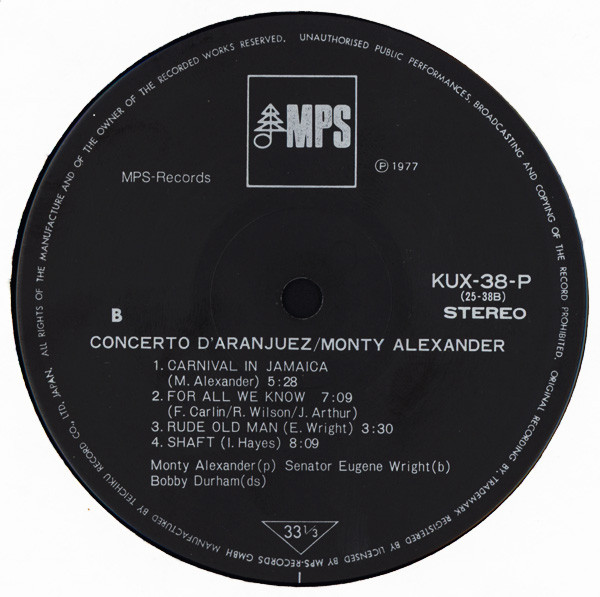 MPS
MPS-Records
Ⓟ 1977
KUX-38-P
(25-38B)
B
STEREO
CONCERTO D'ARANJUEZ/MONTY ALEXANDER
1. CARNIVAL IN JAMAICA
(M. Alexander) 5:28
2. FOR ALL WE KNOW 7:09
(F. Carlin/R. Wilson/J. Arthur)
3. RUDE OLD MAN (E. Wright) 3:30
4. SHAFT (I. Hayes) 8:09
Monty Alexander(p) Senator Eugene Wright(b)
Bobby Durham(ds)
33 1/3
MANUFACTURED BY TEICHIKU RECORD CO., LTD. JAPAN. ALL RIGHTS OF THE MANUFACTURE AND OF THE OWNER OF THE RECORDED WORKS RESERVED. UNAUTHORISED PUBLIC PERFORMANCES, BROADCASTING AND COPYING OF THE RECORD PROHIBITED. ORIGINAL RECORDING BY, TRADEMARK REGISTERED BY, LICENSED BY MPS-RECORDS GMBH